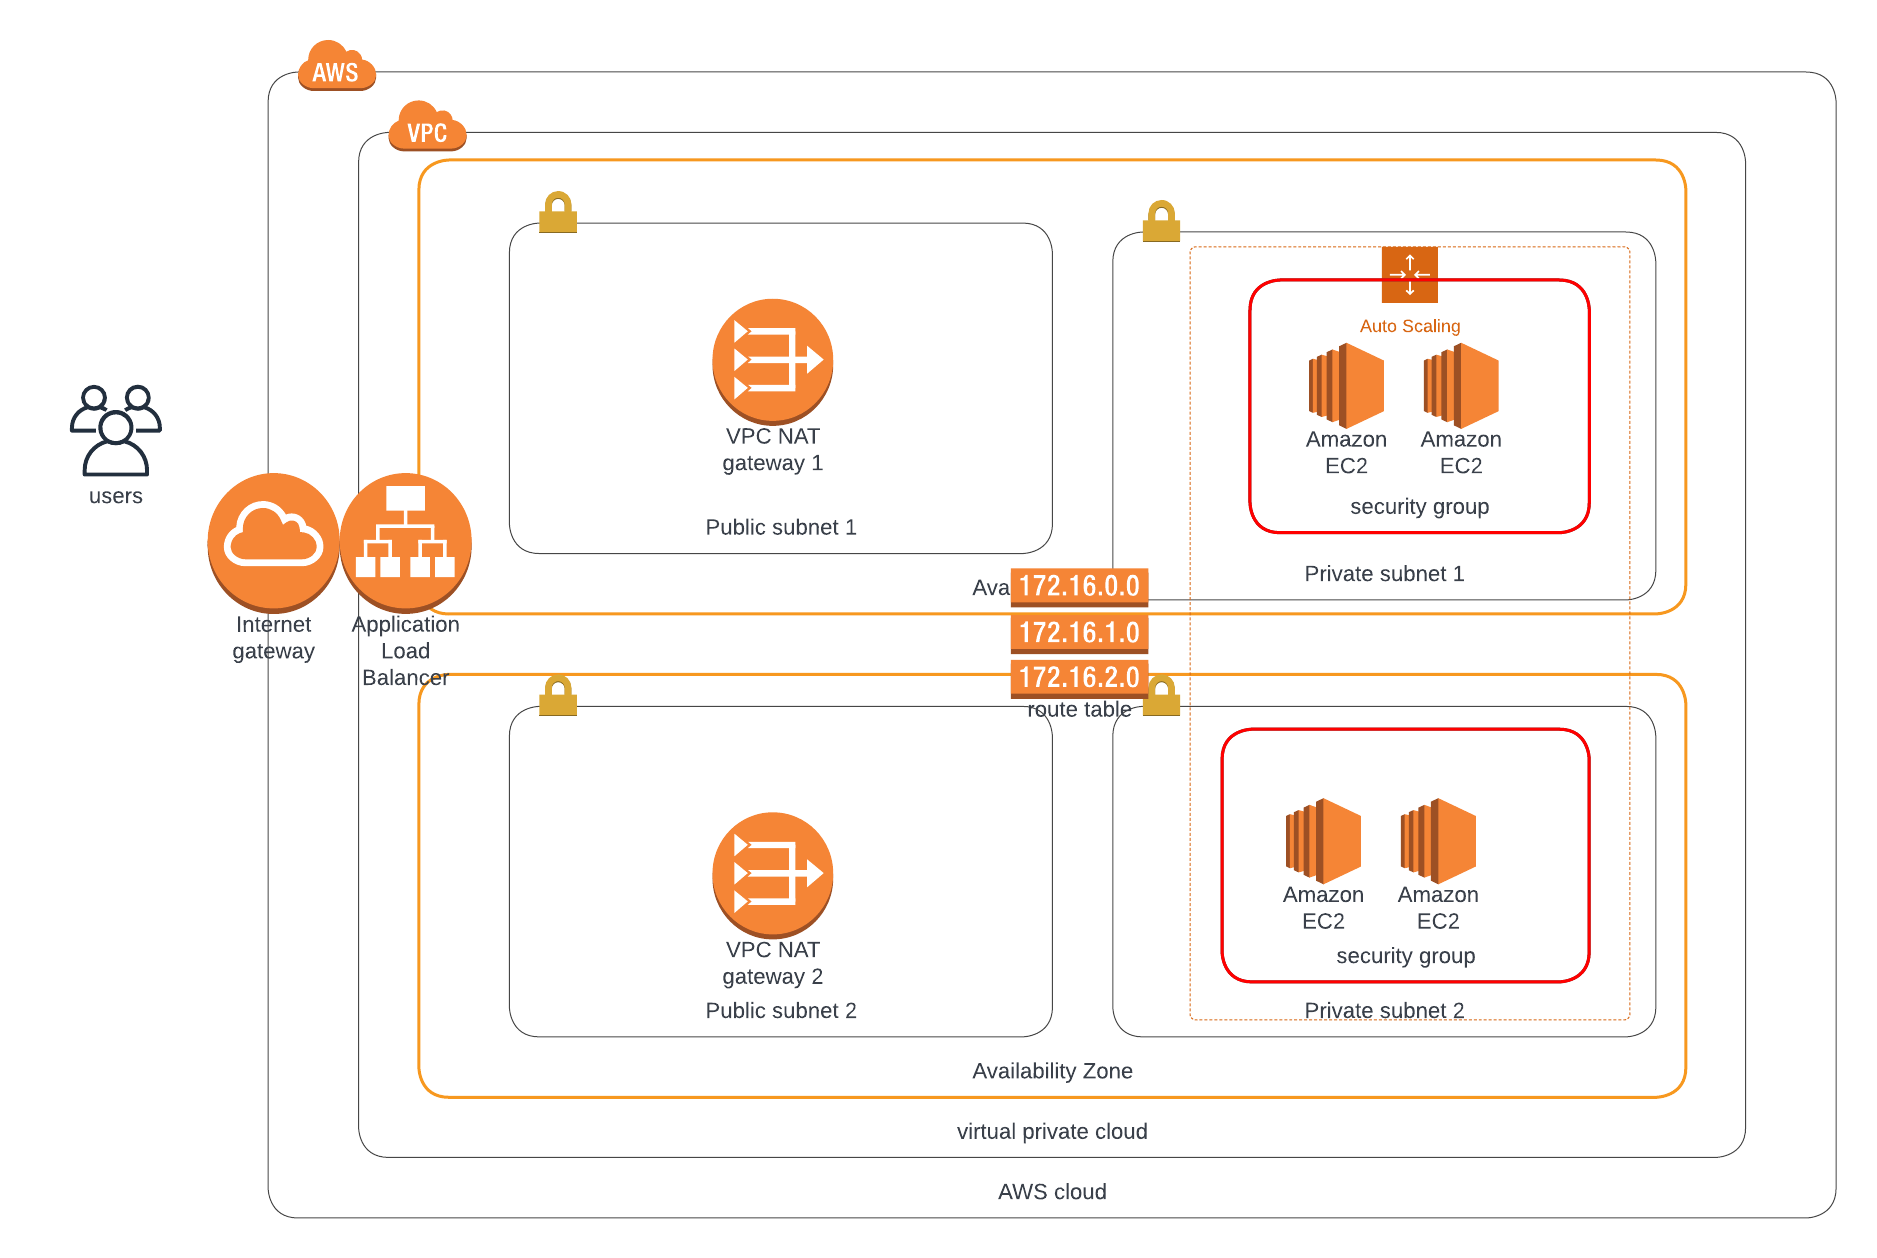 AWS
VPC
Auto Scaling
VPC NAT
gateway 1
Amazon
EC2
Amazon
EC2
users
security group
Public subnet 1
Private subnet 1
Ava
172.16.0.0
172.16.1.0
172.16.2.0
route table
Internet
gateway
Application
Load
Balancer
Amazon
EC2
Amazon
EC2
VPC NAT
gateway 2
security group
Public subnet 2
Private subnet 2
Availability Zone
virtual private cloud
AWS cloud